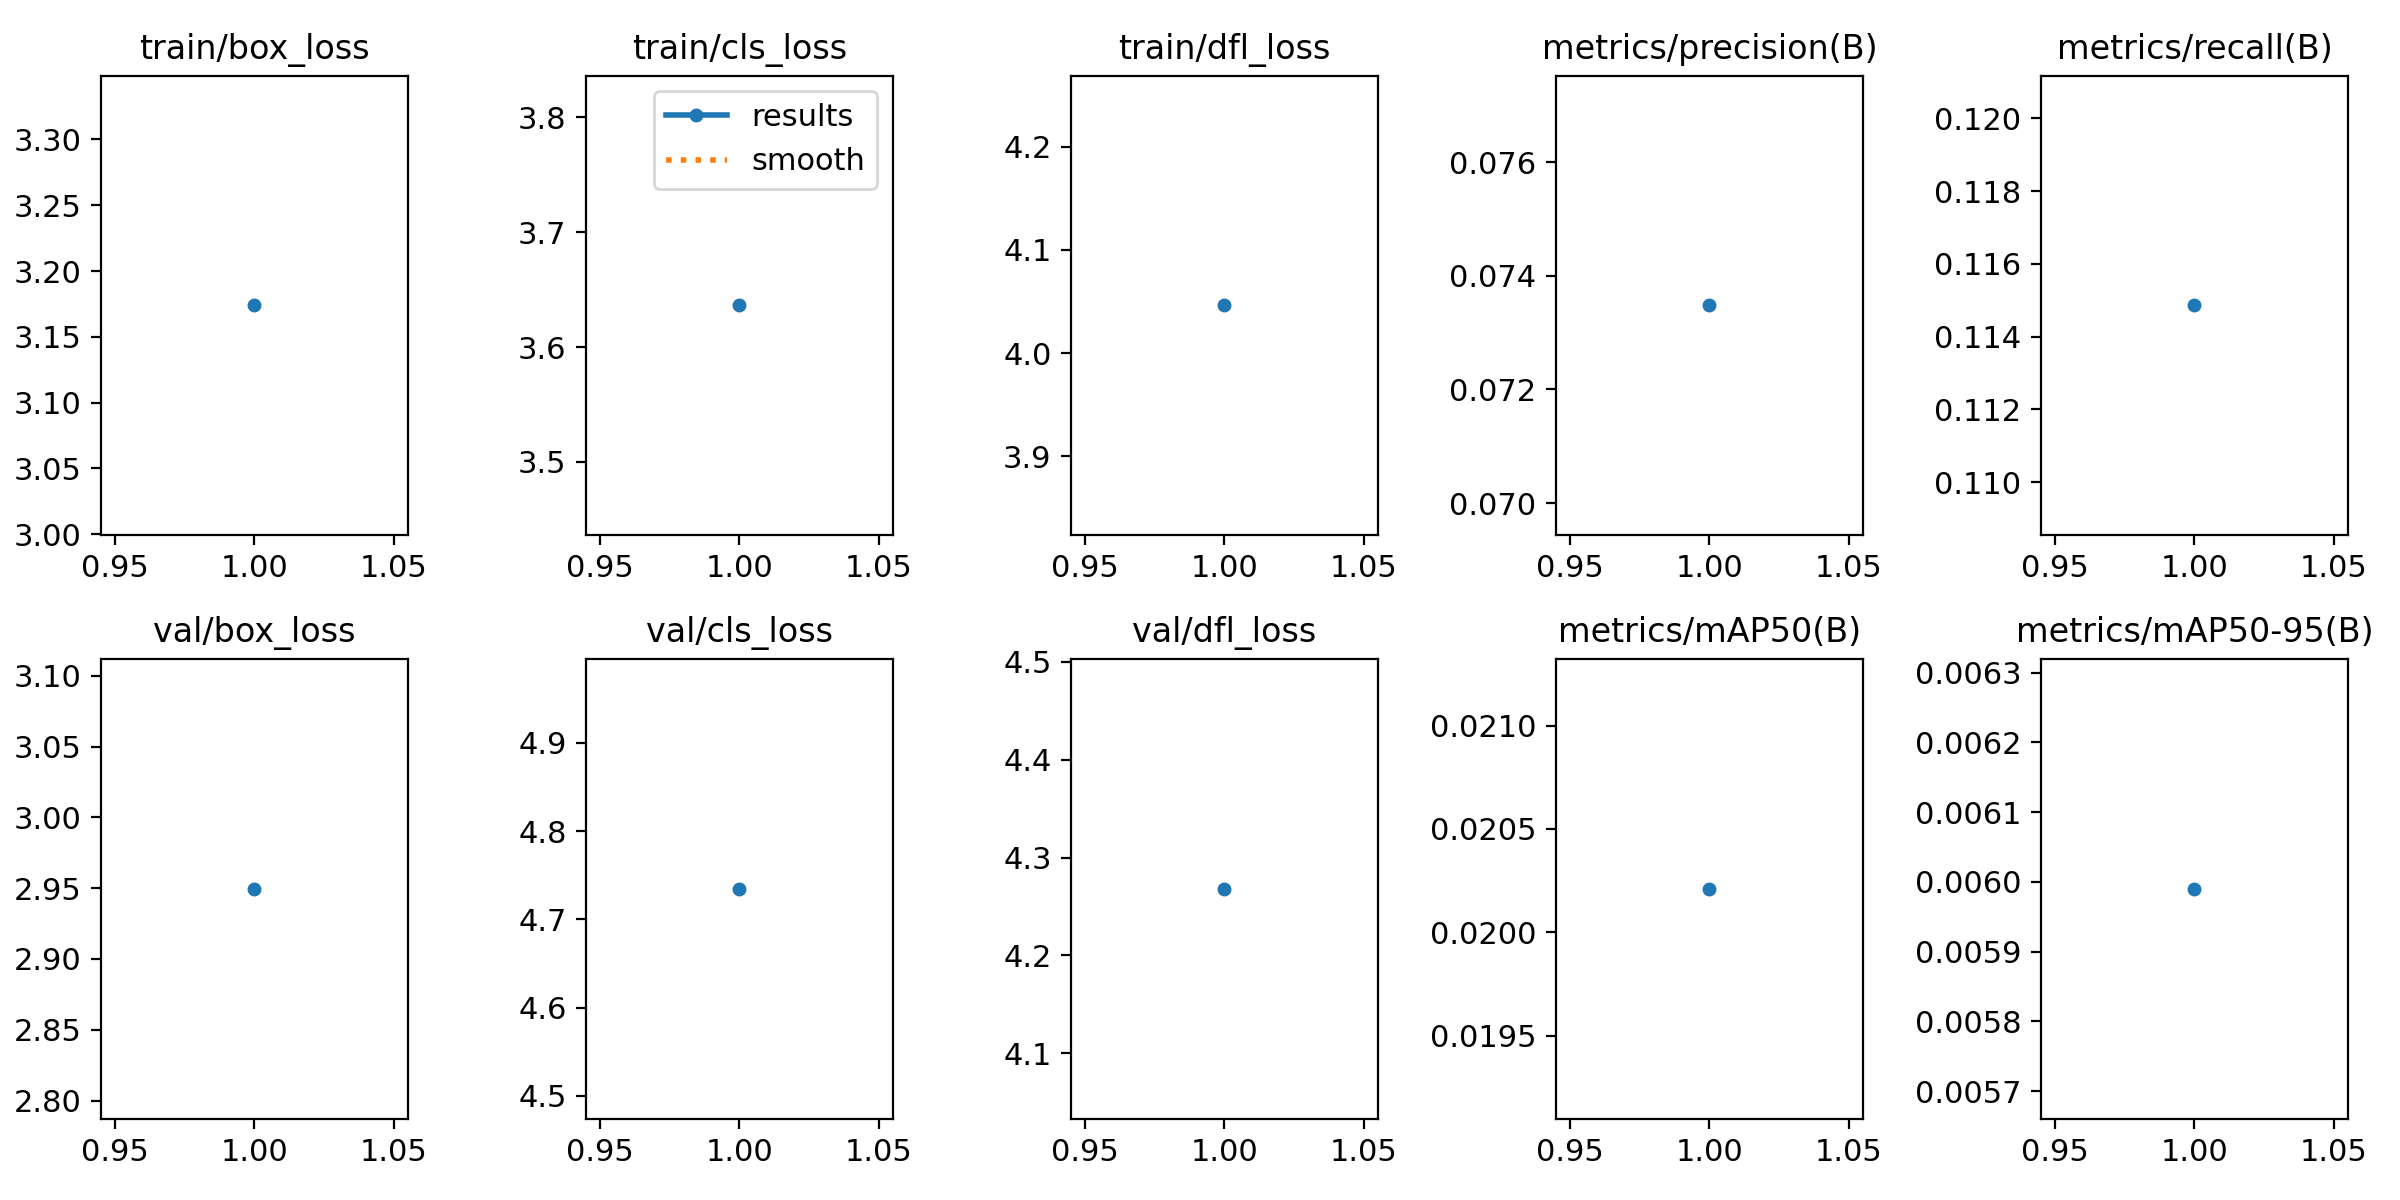 train/box_loss
3.30
3.25
3.20
3.15
3.10
3.05
3.00
0.95 1.00 1.05
train/cls_loss
results
smooth
3.8
3.7
3.6
3.5
0.95 1.00 1.05
train/dfl_loss
4.2
4.1
4.0
3.9
0.95 1.00 1.05
metrics/precision(B)
0.076
0.074
0.072
0.070
0.95 1.00 1.05
metrics/recall(B)
0.120
0.118
0.116
0.114
0.112
0.110
0.95 1.00 1.05
val/box_loss
3.10
3.05
3.00
2.95
2.90
2.85
2.80
0.95 1.00 1.05
val/cls_loss
4.9
4.8
4.7
4.6
4.5
0.95 1.00 1.05
val/dfl_loss
4.5
4.4
4.3
4.2
4.1
0.95 1.00 1.05
metrics/mAP50(B)
0.0210
0.0205
0.0200
0.0195
0.95 1.00 1.05
metrics/mAP50-95(B)
0.0063
0.0062
0.0061
0.0060
0.0059
0.0058
0.0057
0.95 1.00 1.05